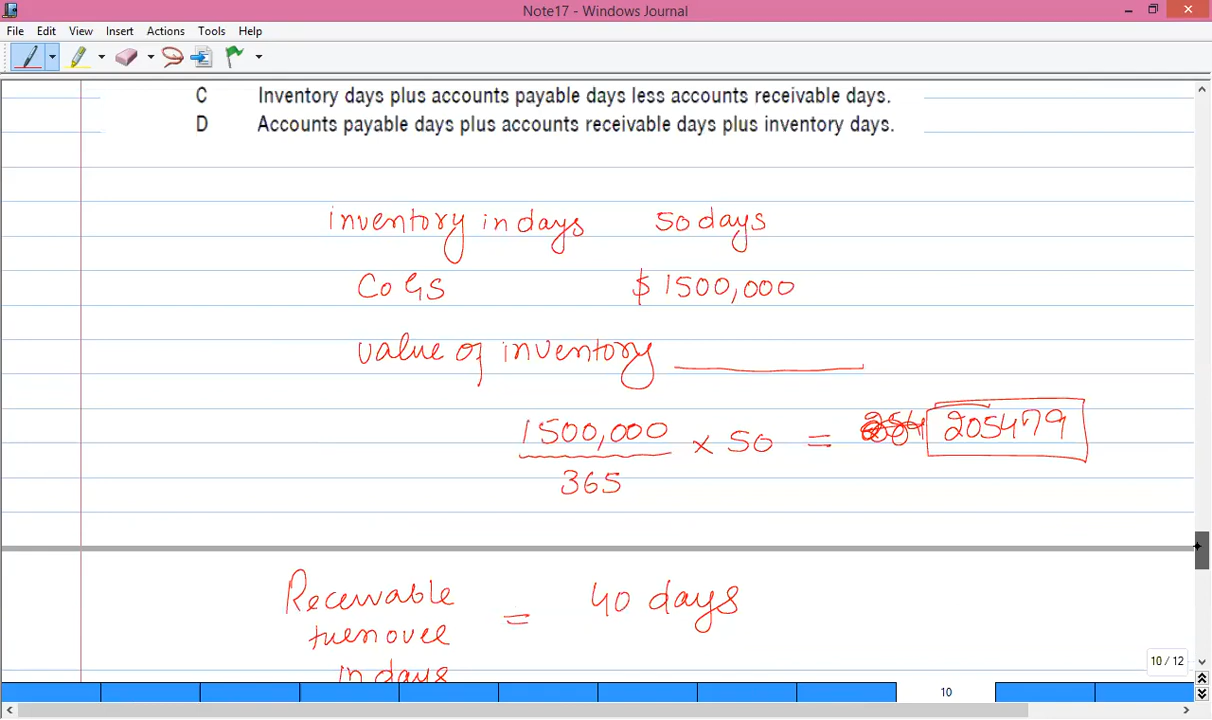 Note17 - Windows Journal
File Edit View Insert Actions Tools Help
C Inventory days plus accounts payable days less accounts receivable days.
D Accounts payable days plus accounts receivable days plus inventory days.
inventory in days 50 days
CoGS $1500,000
value of inventory
1500,000 × 50 = 205479
365
Receivable = 40 days
turnover
in days
10 / 12
10